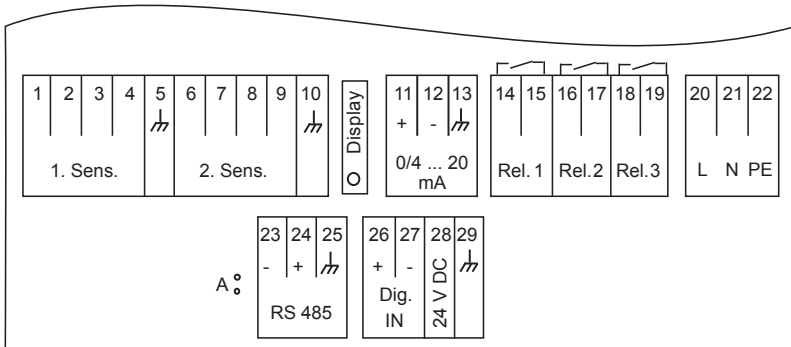 1 2 3 4 5 6 7 8 9 10
1. Sens. 2. Sens.
Display
11 12 13
+ -
0/4 ... 20
mA
14 15 16 17 18 19
Rel. 1 Rel.2 Rel.3
20 21 22
L N PE
A
23 24 25
- +
RS 485
26 27 28 29
+ -
Dig.
IN
24 V DC